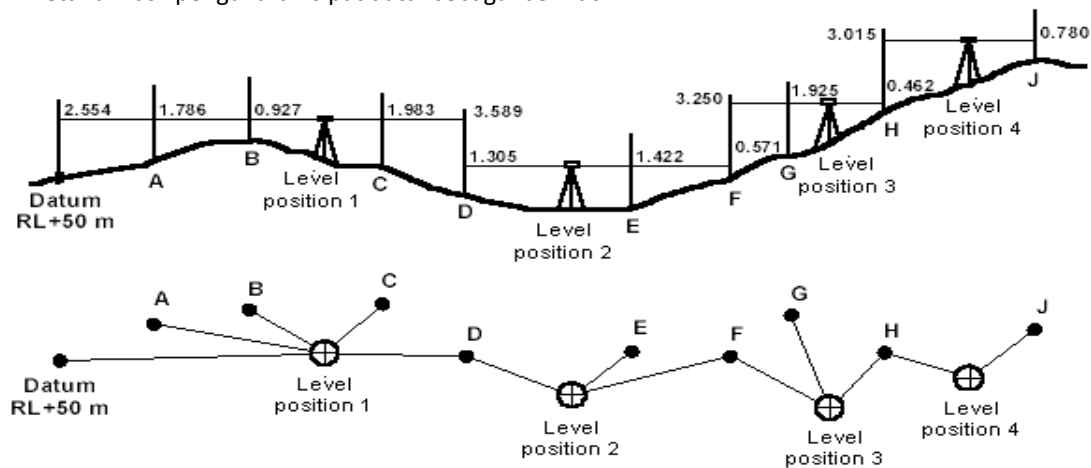 3.015
0.780
2.554
1.786
0.927
1.983
3.589
3.250
1.925
0.462
J
Level
position 4
1.305
1.422
0.571
H
A
B
Level
position 1
C
D
Level
position 2
E
F
G
Level
position 3
Datum
RL+50 m
A
B
C
D
E
F
G
H
J
Datum
RL+50 m
Level
position 1
Level
position 2
Level
position 3
Level
position 4